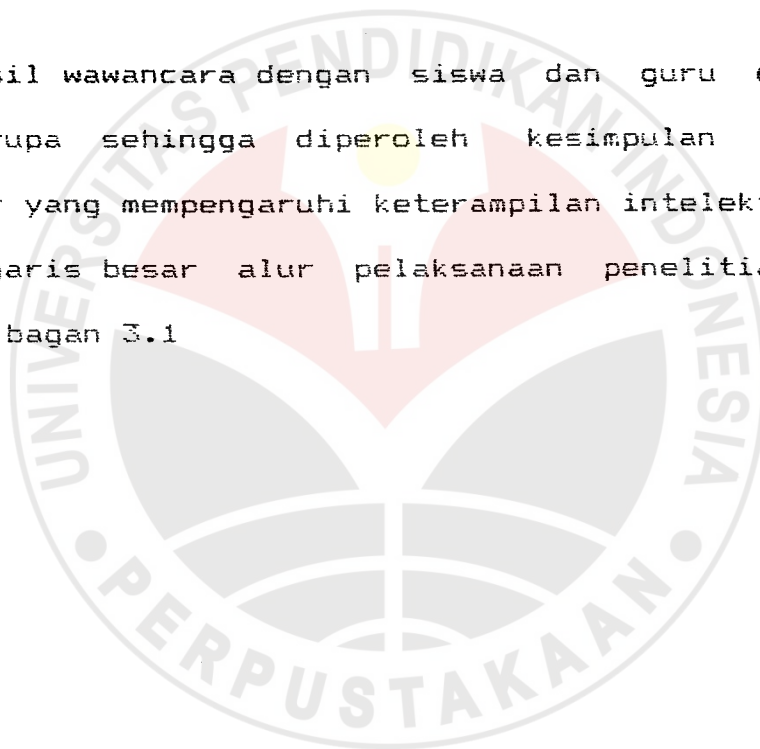 sil wawancara dengan siswa dan guru
rupa sehingga diperoleh kesimpulan
yang mempengaruhi keterampilan intelek
aris besar alur pelaksanaan peneliti
bagan 3.1
UNIVERSITAS PENDIDIKAN INDONESIA
PERPUSTAKAAN